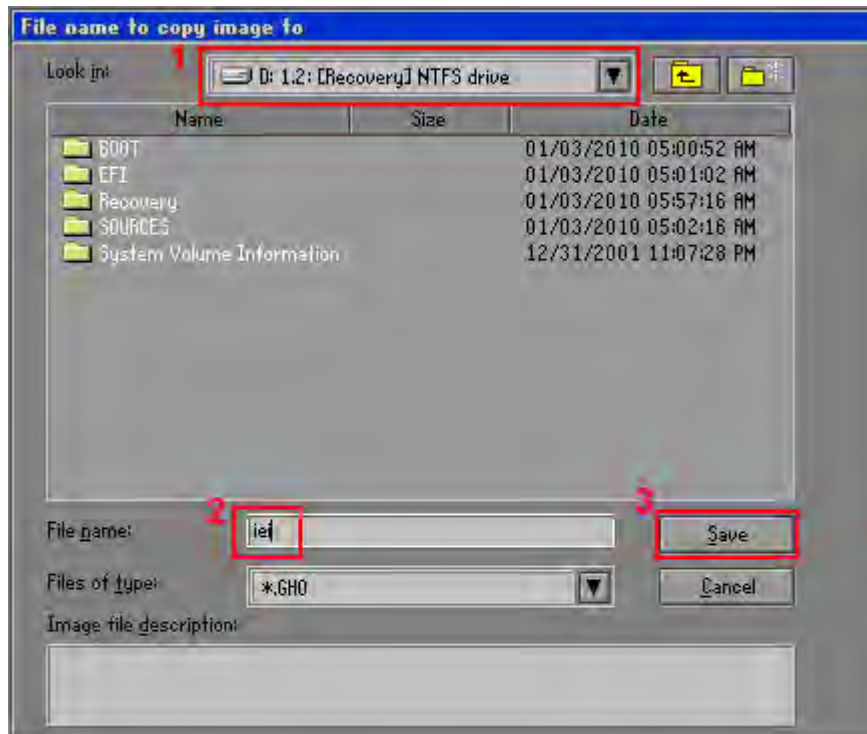 File name to copy image to
1
Look in: D: 1.2: [Recovery] NTFS drive
Name Size Date
BOOT 01/03/2010 05:00:52 AM
EFI 01/03/2010 05:01:02 AM
Recovery 01/03/2010 05:57:16 AM
SOURCES 01/03/2010 05:02:16 AM
System Volume Information 12/31/2001 11:07:28 PM
2 3
File name: iei Save
Files of type: *.GHO Cancel
Image file description: